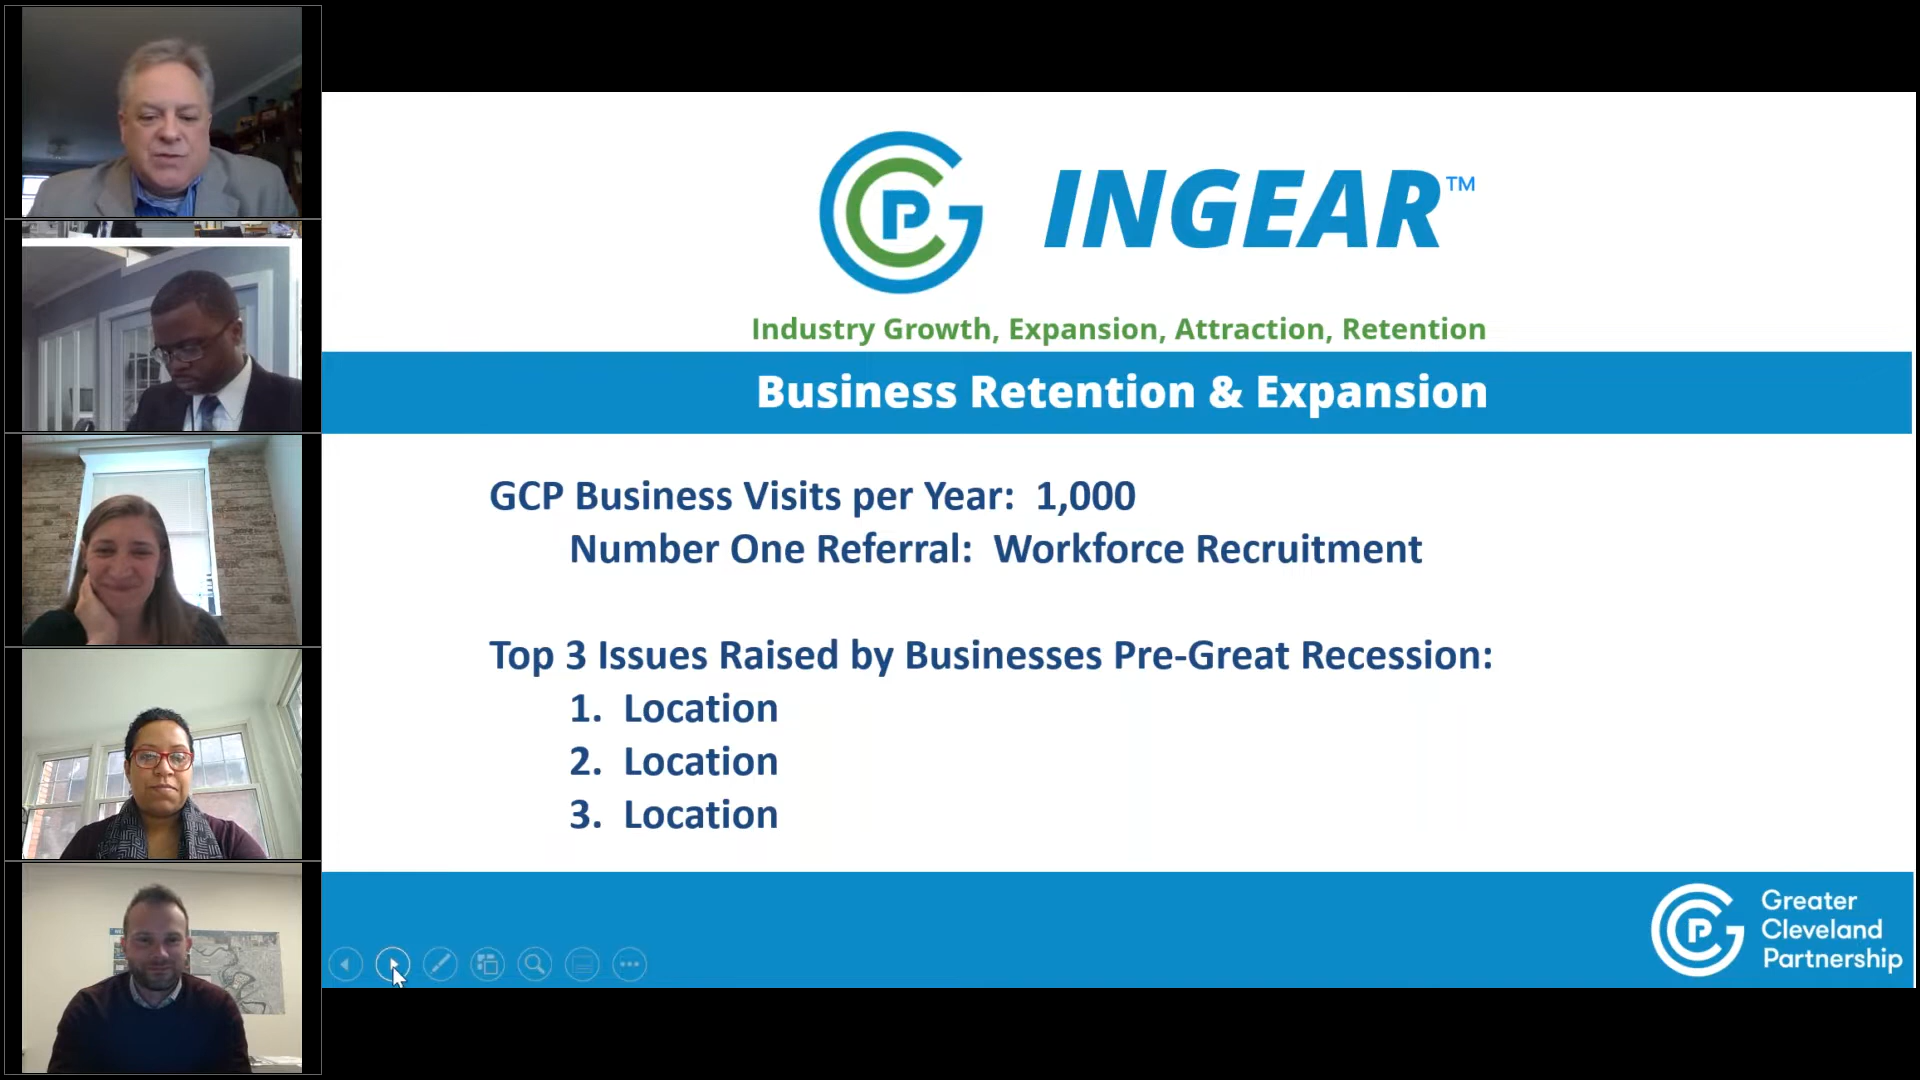 INGEAR™
Industry Growth, Expansion, Attraction, Retention
Business Retention & Expansion
GCP Business Visits per Year: 1,000
Number One Referral: Workforce Recruitment
Top 3 Issues Raised by Businesses Pre-Great Recession:
1. Location
2. Location
3. Location
Greater
Cleveland
Partnership